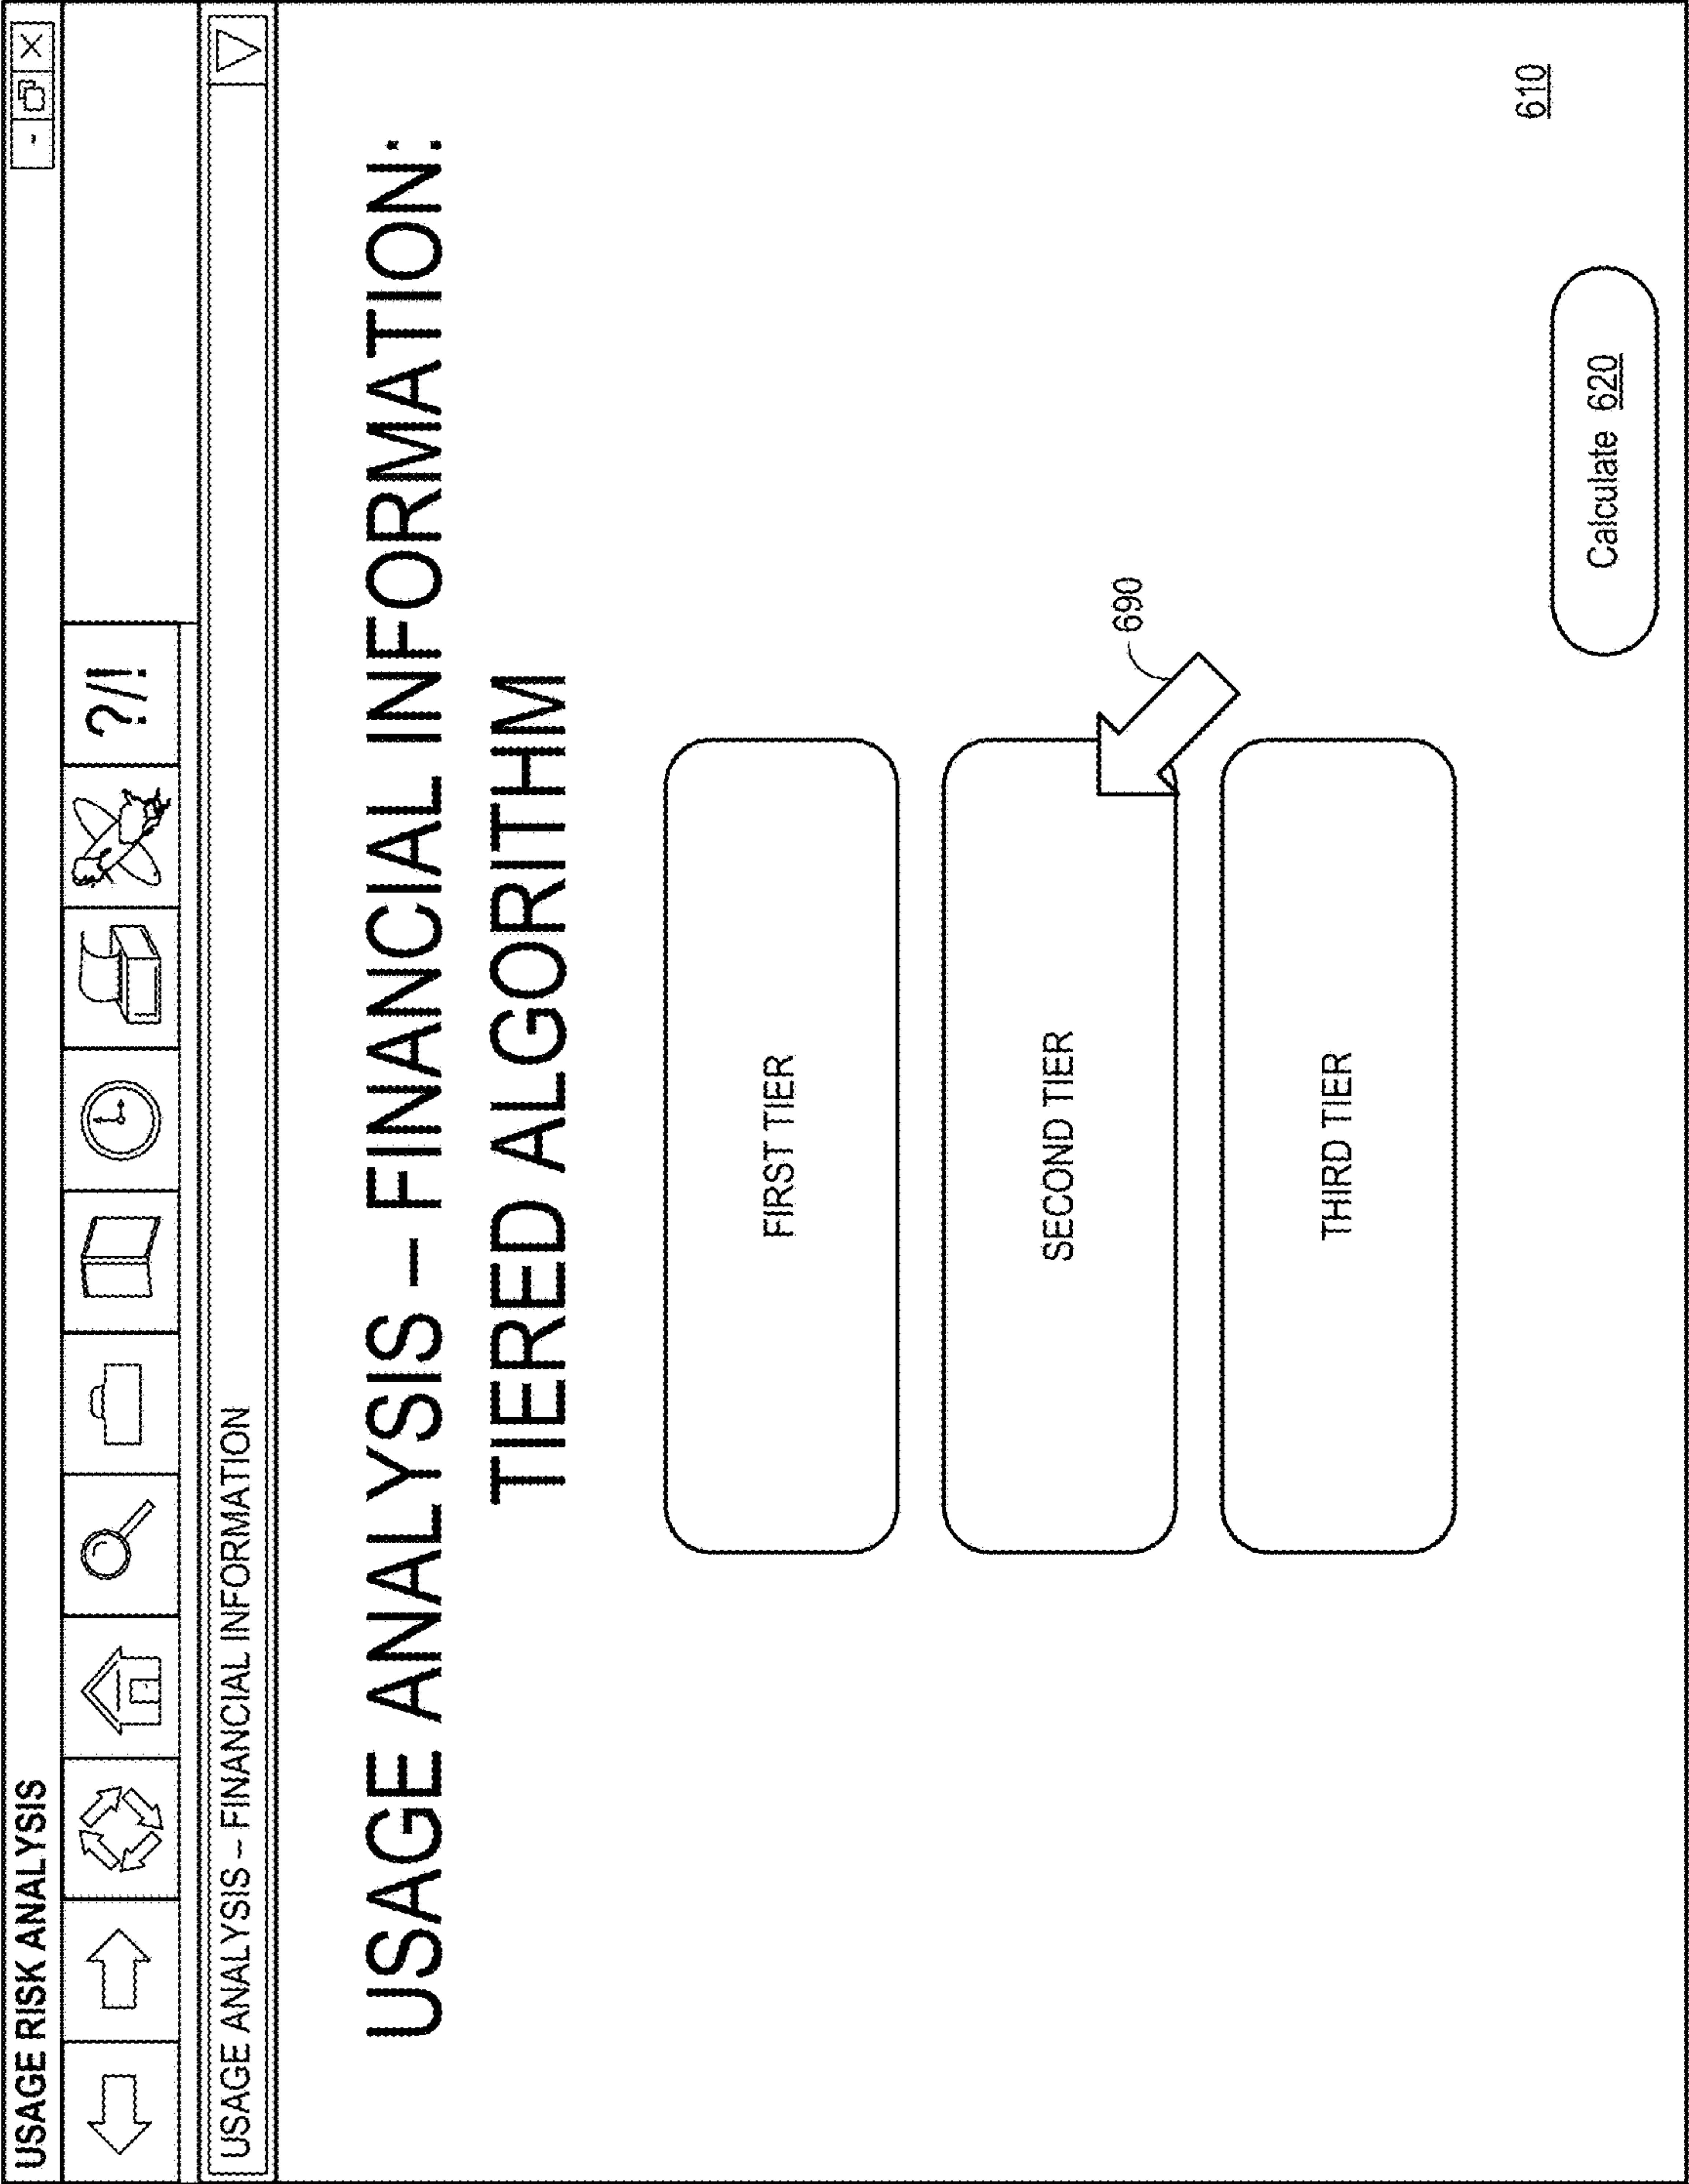 USAGE RISK ANALYSIS
- X
?/!
USAGE ANALYSIS – FINANCIAL INFORMATION
USAGE ANALYSIS – FINANCIAL INFORMATION:
TIERED ALGORITHM
FIRST TIER
SECOND TIER
690
THIRD TIER
610
Calculate 620